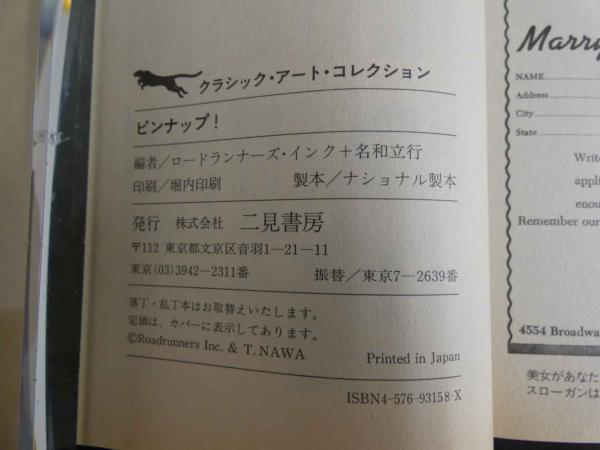 クラシック・アート・コレクション
ピンナップ!
編者/ロードランナーズ・インク+名和立行
印刷/堀内印刷 製本/ナショナル製本
発行 株式会社 二見書房
〒112 東京都文京区音羽1-21-11
東京(03)3942-2311番 振替/東京7-2639番
落丁・乱丁本はお取替えいたします。
定価は、カバーに表示してあります。
©Roadrunners Inc. & T. NAWA
Printed in Japan
ISBN4-576-93158-X
Marry
NAME
Address
City
State
Write
appli
enou
Remember our
4554 Broadwa
美女があなた
スローガンは